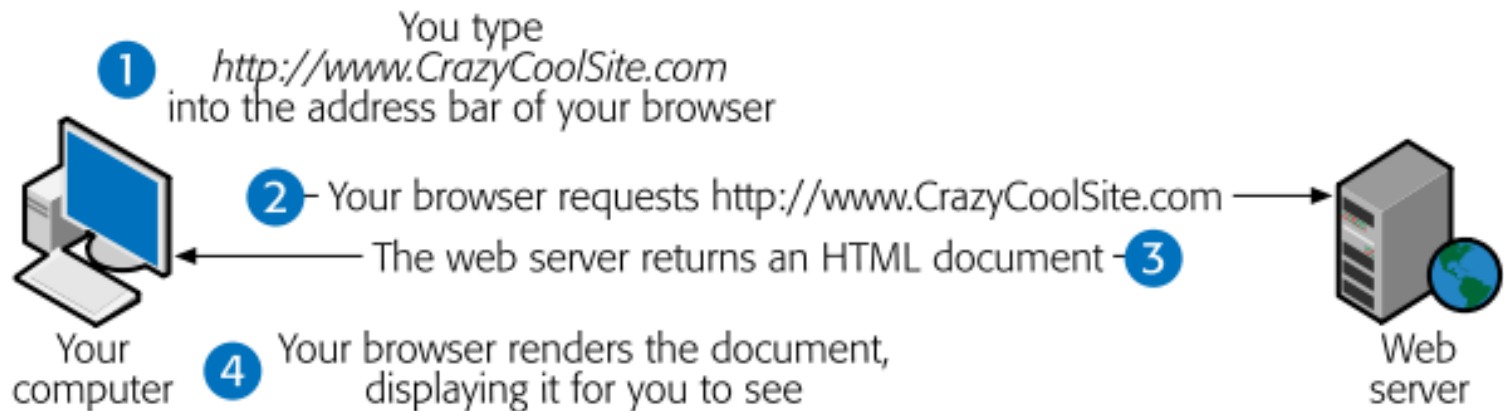 1
You type
http://www.CrazyCoolSite.com
into the address bar of your browser
2 Your browser requests http://www.CrazyCoolSite.com
The web server returns an HTML document 3
Your
computer
4
Your browser renders the document,
displaying it for you to see
Web
server